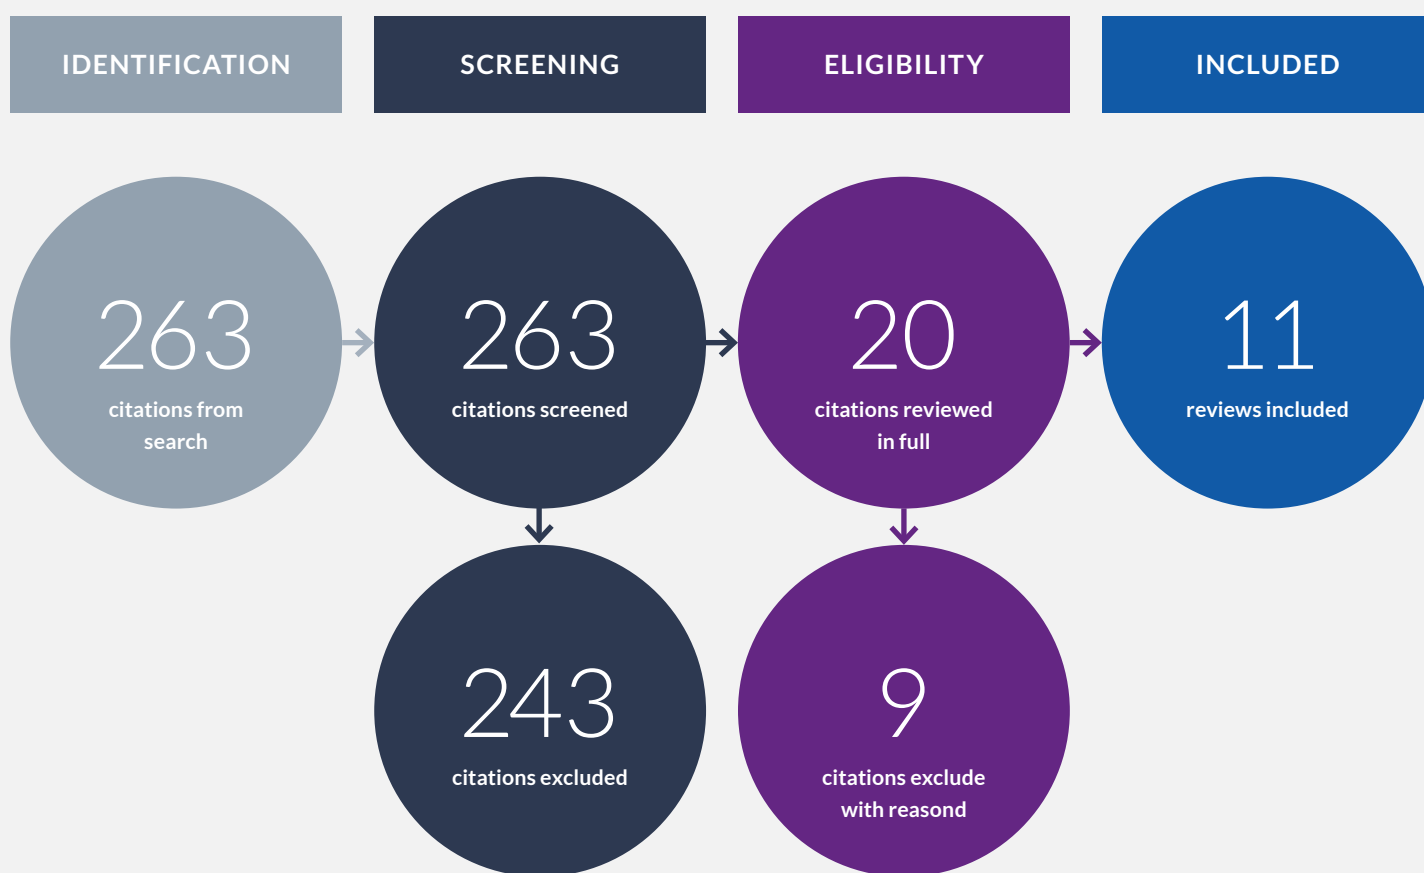 IDENTIFICATION
SCREENING
ELIGIBILITY
INCLUDED
263
citations from
search
263
citations screened
20
citations reviewed
in full
11
reviews included
243
citations excluded
9
citations exclude
with reasond